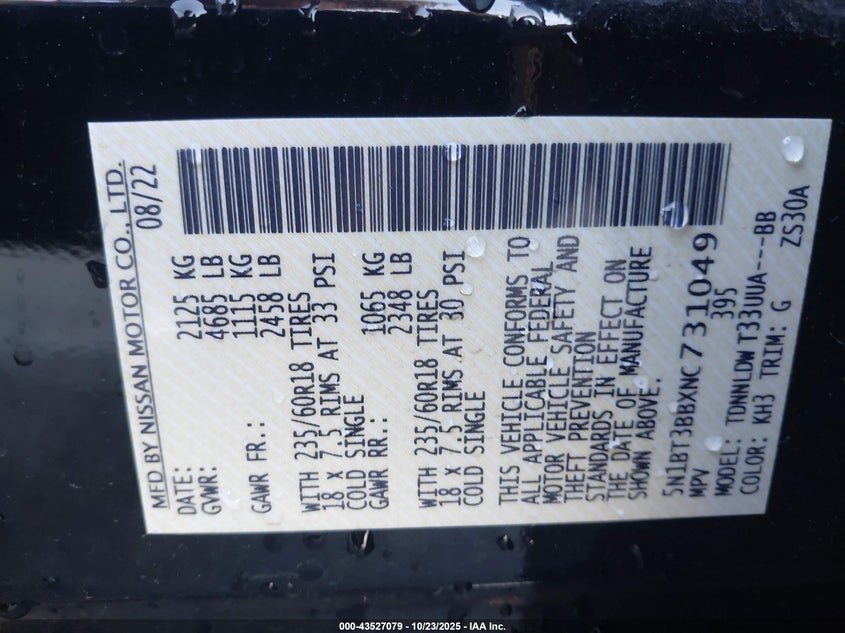 MFD BY NISSAN MOTOR CO., LTD.
DATE: 08/22
GVWR: 2125 KG
4685 LB
GAWR FR.: 1115 KG
2458 LB
WITH 235/60R18 TIRES
18 X 7.5 RIMS AT 33 PSI
COLD SINGLE
GAWR RR.: 1065 KG
2348 LB
WITH 235/60R18 TIRES
18 X 7.5 RIMS AT 30 PSI
COLD SINGLE
THIS VEHICLE CONFORMS TO
ALL APPLICABLE FEDERAL
MOTOR VEHICLE SAFETY AND
THEFT PREVENTION
STANDARDS IN EFFECT ON
THE DATE OF MANUFACTURE
SHOWN ABOVE.
5N1BT3BBXNC731049
MPV 395
MODEL: TDNNLDWT33UUA---BB
COLOR: KH3 TRIM: G ZS30A
000-43527079 - 10/23/2025 - IAA Inc.